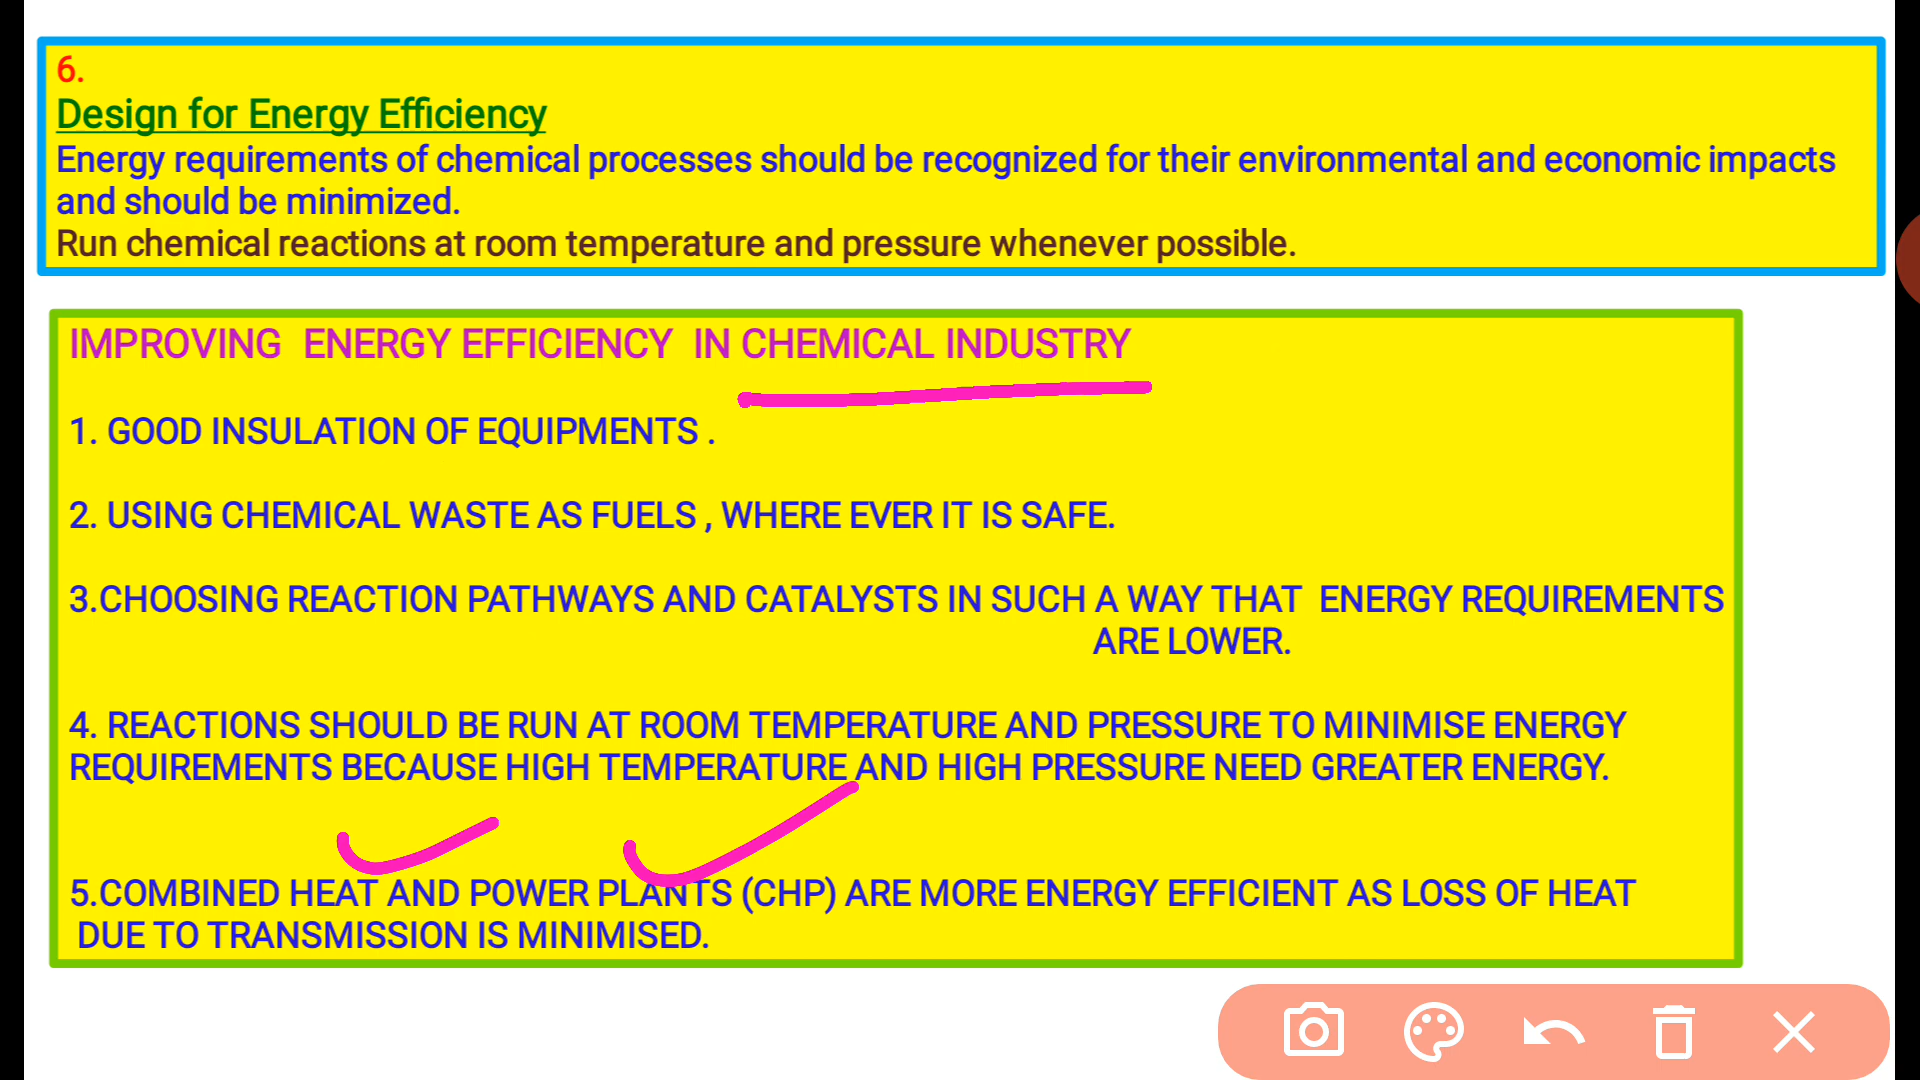 6.
Design for Energy Efficiency
Energy requirements of chemical processes should be recognized for their environmental and economic impacts
and should be minimized.
Run chemical reactions at room temperature and pressure whenever possible.
IMPROVING ENERGY EFFICIENCY IN CHEMICAL INDUSTRY
1. GOOD INSULATION OF EQUIPMENTS .
2. USING CHEMICAL WASTE AS FUELS , WHERE EVER IT IS SAFE.
3.CHOOSING REACTION PATHWAYS AND CATALYSTS IN SUCH A WAY THAT ENERGY REQUIREMENTS
ARE LOWER.
4. REACTIONS SHOULD BE RUN AT ROOM TEMPERATURE AND PRESSURE TO MINIMISE ENERGY
REQUIREMENTS BECAUSE HIGH TEMPERATURE AND HIGH PRESSURE NEED GREATER ENERGY.
5.COMBINED HEAT AND POWER PLANTS (CHP) ARE MORE ENERGY EFFICIENT AS LOSS OF HEAT
DUE TO TRANSMISSION IS MINIMISED.